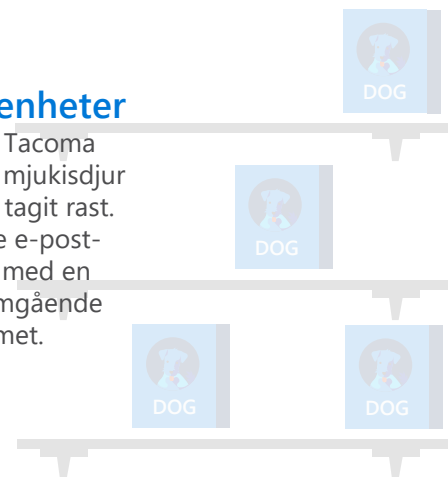 enheter
Tacoma
mjukisdjur
tagit rast.
e e-post-
med en
mgående
met.
DOG
DOG
DOG
DOG